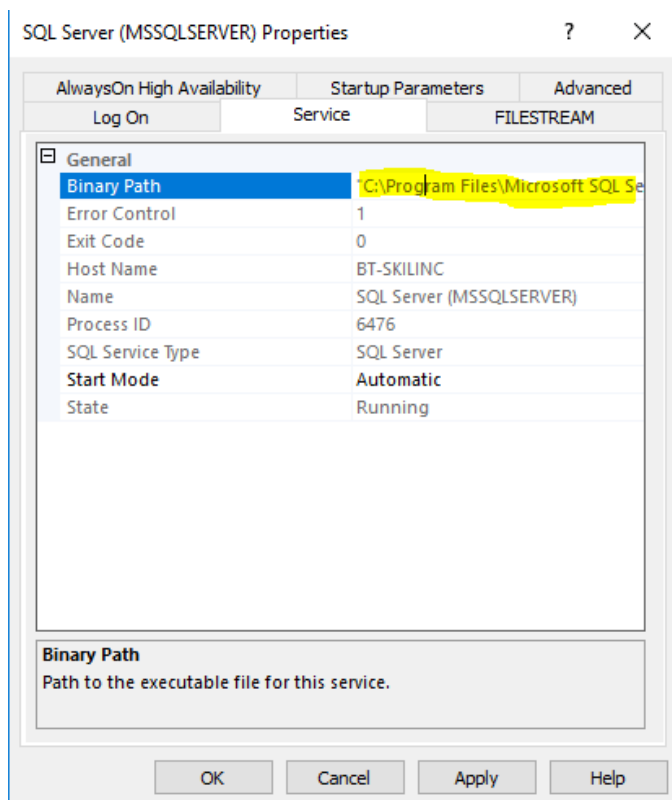 SQL Server (MSSQLSERVER) Properties ? ×
AlwaysOn High Availability Startup Parameters Advanced
Log On Service FILESTREAM
General
Binary Path "C:\Program Files\Microsoft SQL Se
Error Control 1
Exit Code 0
Host Name BT-SKILINC
Name SQL Server (MSSQLSERVER)
Process ID 6476
SQL Service Type SQL Server
Start Mode Automatic
State Running
Binary Path
Path to the executable file for this service.
OK Cancel Apply Help